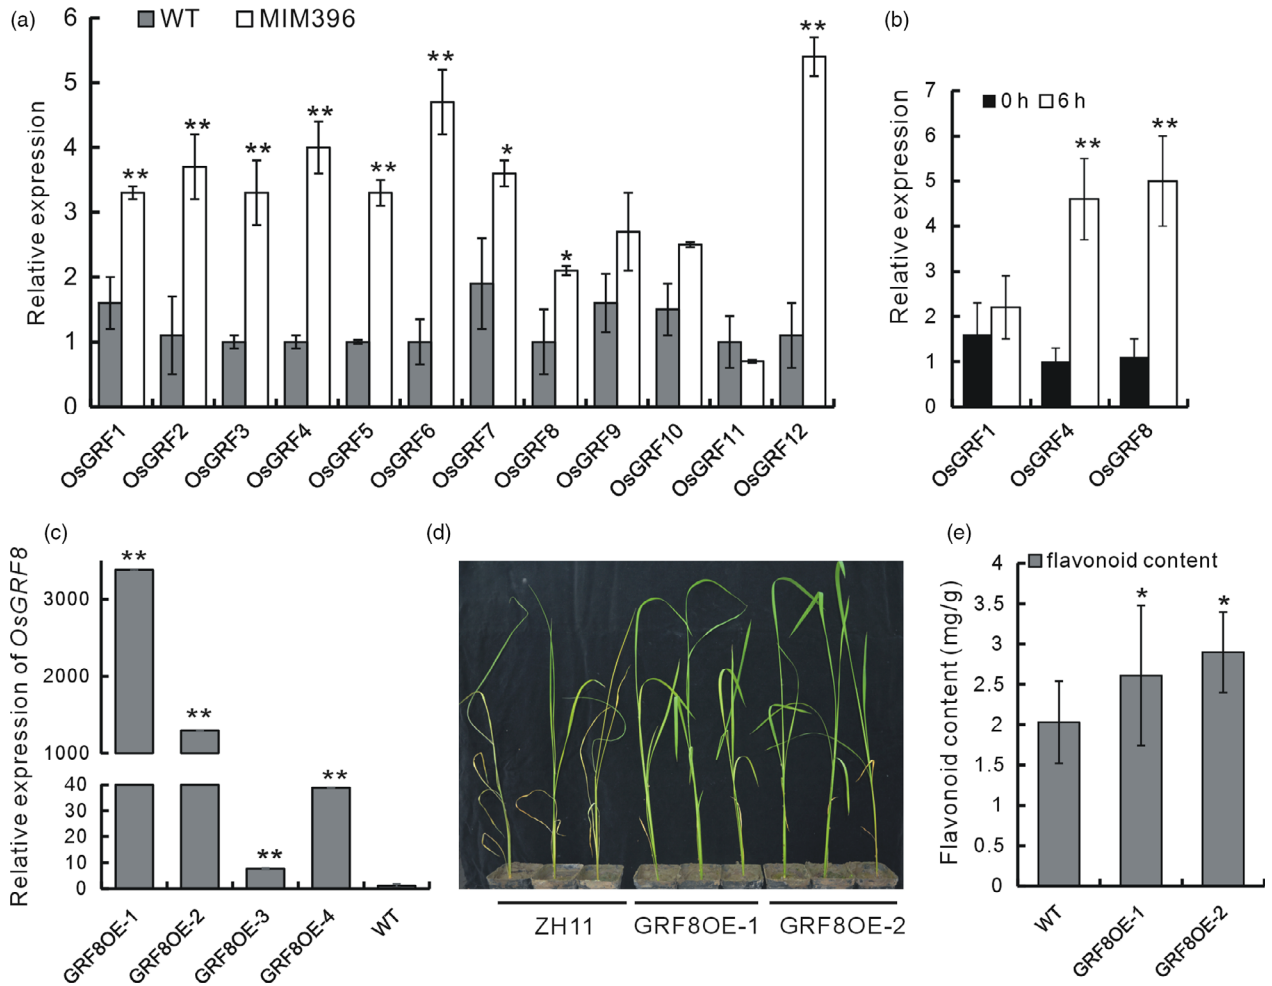 (a)
WT MIM396
Relative expression
6
5
4
3
2
1
0
** ** ** ** ** ** * * **
OsGRF1 OsGRF2 OsGRF3 OsGRF4 OsGRF5 OsGRF6 OsGRF7 OsGRF8 OsGRF9 OsGRF10 OsGRF11 OsGRF12
(b)
0 h 6 h
Relative expression
7
6
5
4
3
2
1
0
** **
OsGRF1 OsGRF4 OsGRF8
(c)
Relative expression of OsGRF8
3000
2000
1000
40
30
20
10
0
** ** ** **
GRF8OE-1 GRF8OE-2 GRF8OE-3 GRF8OE-4 WT
(d)
ZH11 GRF8OE-1 GRF8OE-2
(e)
flavonoid content
Flavonoid content (mg/g)
4
3.5
3
2.5
2
1.5
1
0.5
0
* *
WT GRF8OE-1 GRF8OE-2